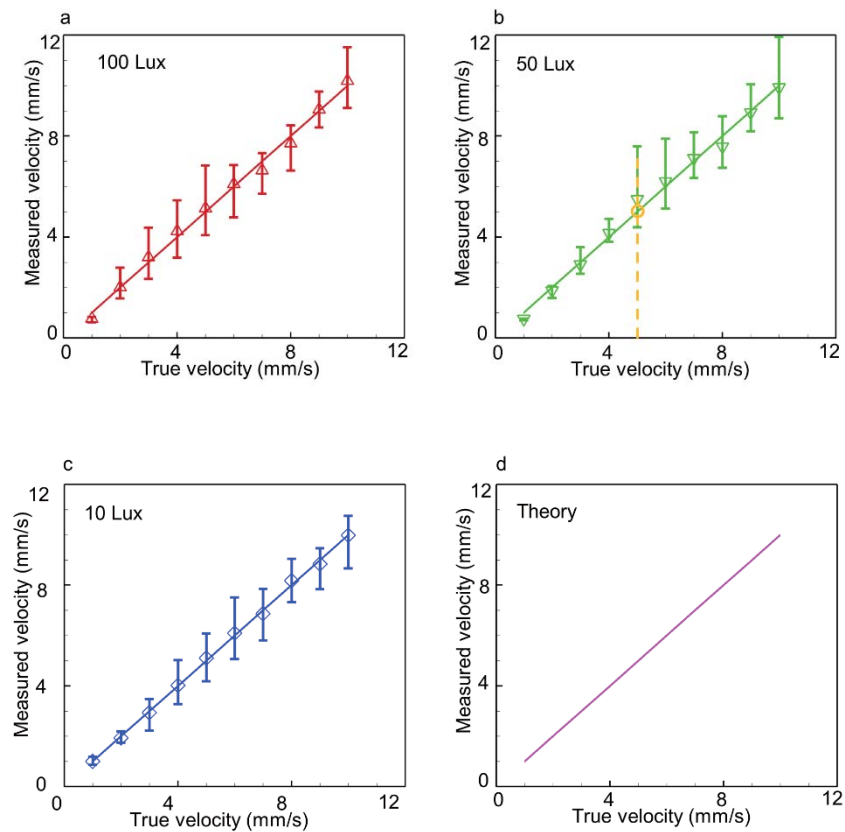 a
100 Lux
12
8
4
0
Measured velocity (mm/s)
0 4 8 12
True velocity (mm/s)
b
50 Lux
12
8
4
0
Measured velocity (mm/s)
0 4 8 12
True velocity (mm/s)
c
10 Lux
12
8
4
0
Measured velocity (mm/s)
0 4 8 12
True velocity (mm/s)
d
Theory
12
8
4
0
Measured velocity (mm/s)
0 4 8 12
True velocity (mm/s)